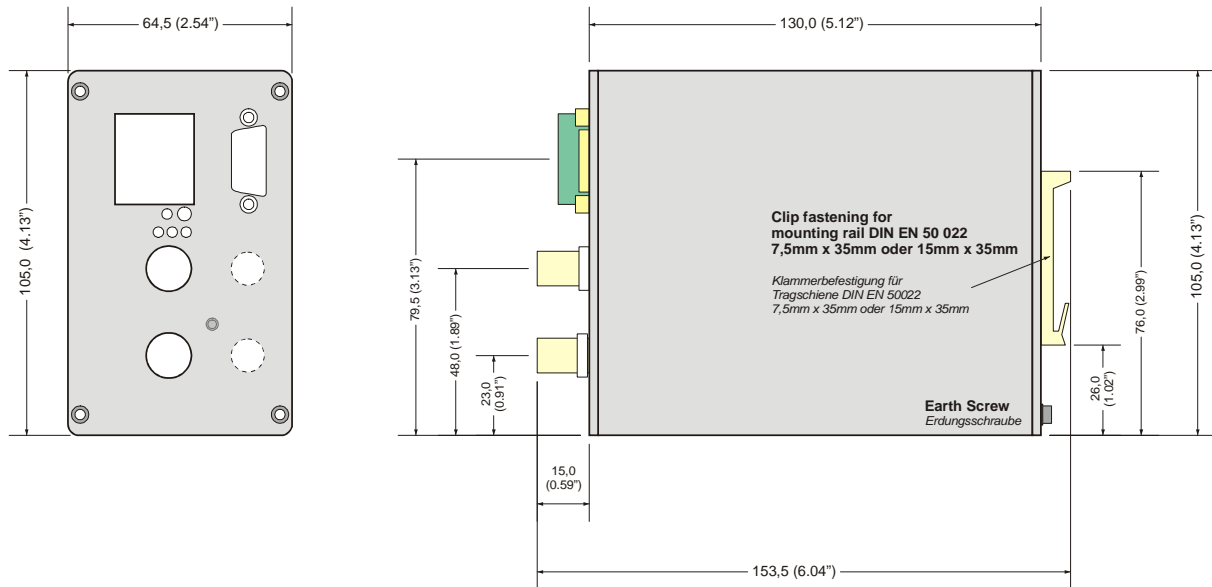 64,5 (2.54”)
130,0 (5.12”)
105,0 (4.13”)
79,5 (3.13”)
48,0 (1.89”)
23,0
(0.91”)
Clip fastening for
mounting rail DIN EN 50 022
7,5mm x 35mm oder 15mm x 35mm
Klammerbefestigung für
Tragschiene DIN EN 50022
7,5mm x 35mm oder 15mm x 35mm
Earth Screw
Erdungsschraube
26,0
(1.02”)
76,0 (2.99”)
105,0 (4.13”)
15,0
(0.59”)
153,5 (6.04”)